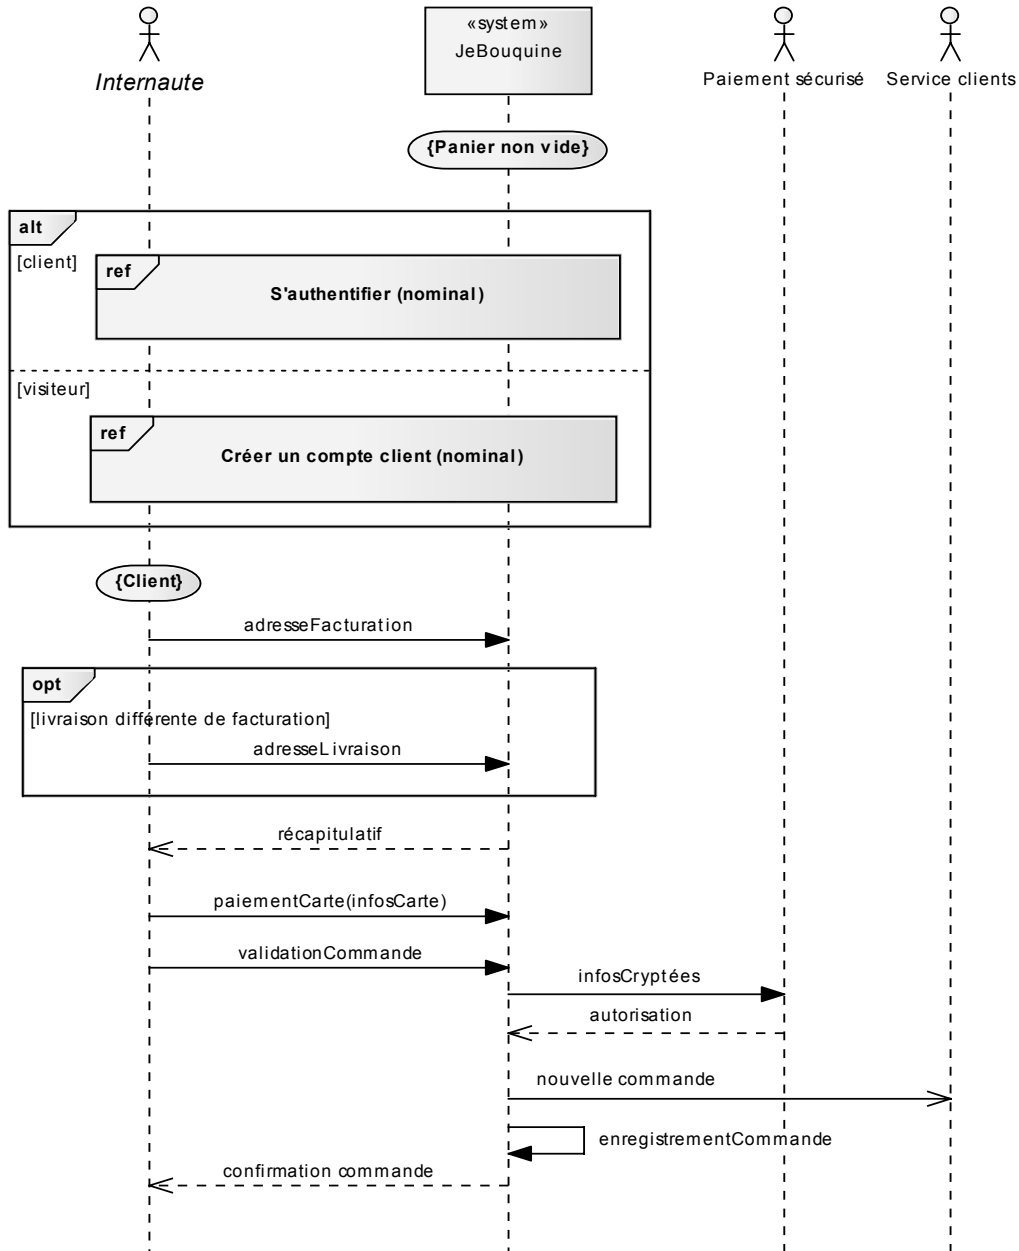 «system»
JeBouquine
Internaute
Paiement sécurisé
Service clients
{Panier non vide}
alt
[client]
ref
S'authentifier (nominal)
[visiteur]
ref
Créer un compte client (nominal)
{Client}
adresseFacturation
opt
[livraison différente de facturation]
adresseLivraison
récapitulatif
paiementCarte(infosCarte)
validationCommande
infosCryptées
autorisation
nouvelle commande
enregistrementCommande
confirmation commande